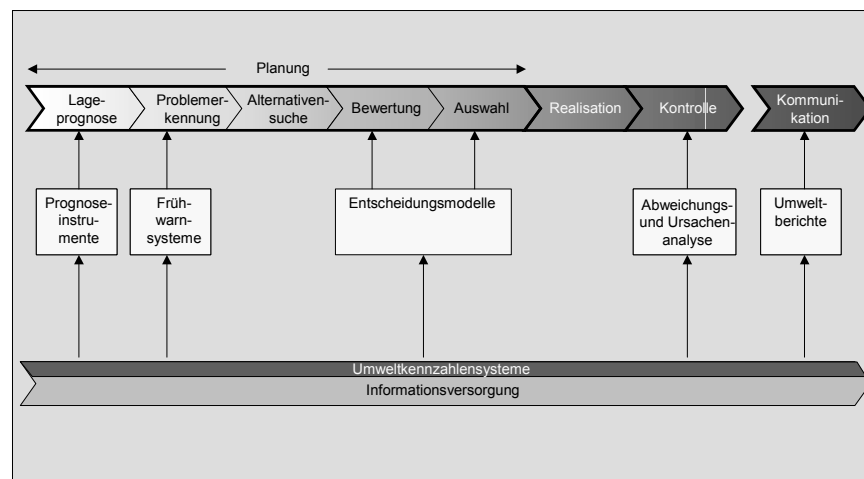 Planung
Lage-
prognose
Problemer-
kennung
Alternativen-
suche
Bewertung
Auswahl
Realisation
Kontrolle
Kommuni-
kation
Prognose-
instru-
mente
Früh-
warn-
systeme
Entscheidungsmodelle
Abweichungs-
und Ursachen-
analyse
Umwelt-
berichte
Umweltkennzahlensysteme
Informationsversorgung